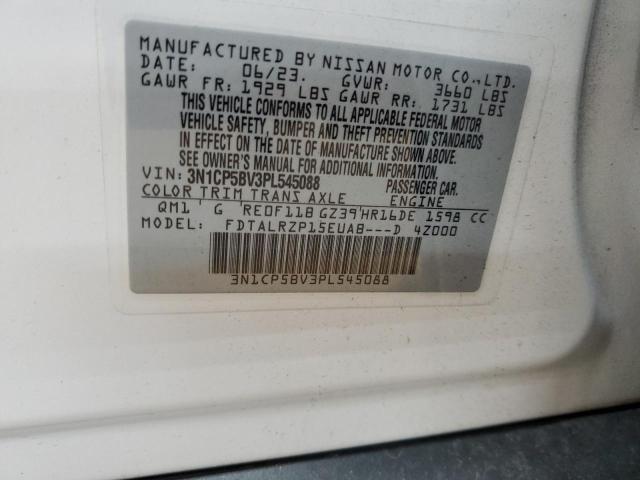 MANUFACTURED BY NISSAN MOTOR CO.,LTD.
DATE: 06/23. GVWR: 3660 LBS
GAWR FR: 1929 LBS GAWR RR: 1731 LBS
THIS VEHICLE CONFORMS TO ALL APPLICABLE FEDERAL MOTOR
VEHICLE SAFETY, BUMPER AND THEFT PREVENTION STANDARDS
IN EFFECT ON THE DATE OF MANUFACTURE SHOWN ABOVE.
SEE OWNER'S MANUAL FOR ADDITIONAL INFORMATION.
VIN: 3N1CP5BV3PL545088 PASSENGER CAR.
COLOR TRIM TRANS AXLE ENGINE
QM1 G RE0F11B GZ39 HR16DE 1598 CC
MODEL: FDTALRZP15EUAB---D 4Z000
3N1CP5BV3PL545088